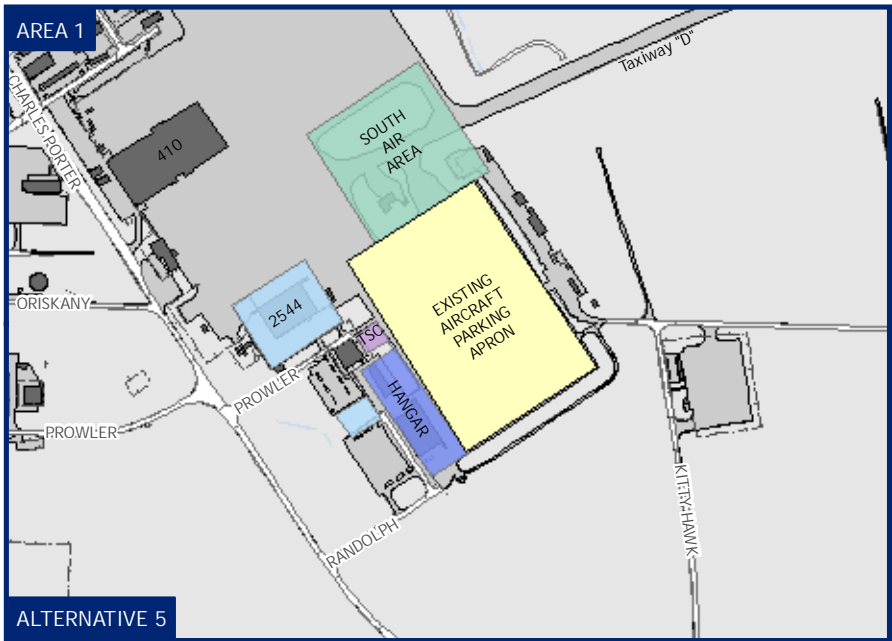 AREA 1
Taxiway "D"
CHARLES PORTER
410
SOUTH
AIR
AREA
EXISTING
AIRCRAFT
PARKING
APRON
2544
ORISKANY
TSC
PROWLER
HANGAR
PROWLER
KITTY HAWK
RANDOLPH
ALTERNATIVE 5